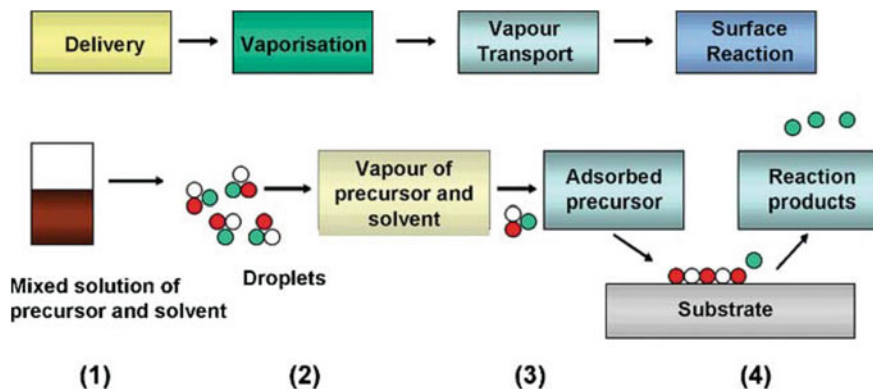 Delivery
Vaporisation
Vapour
Transport
Surface
Reaction
Vapour of
precursor and
solvent
Adsorbed
precursor
Reaction
products
Mixed solution of
precursor and solvent
Droplets
Substrate
(1)
(2)
(3)
(4)